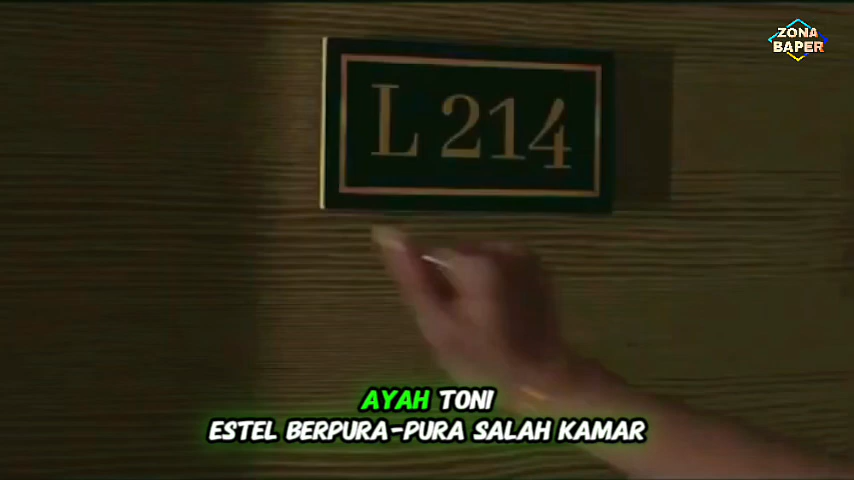 ZONA
BAPER
L 214
AYAH TONI
ESTEL BERPURA-PURA SALAH KAMAR